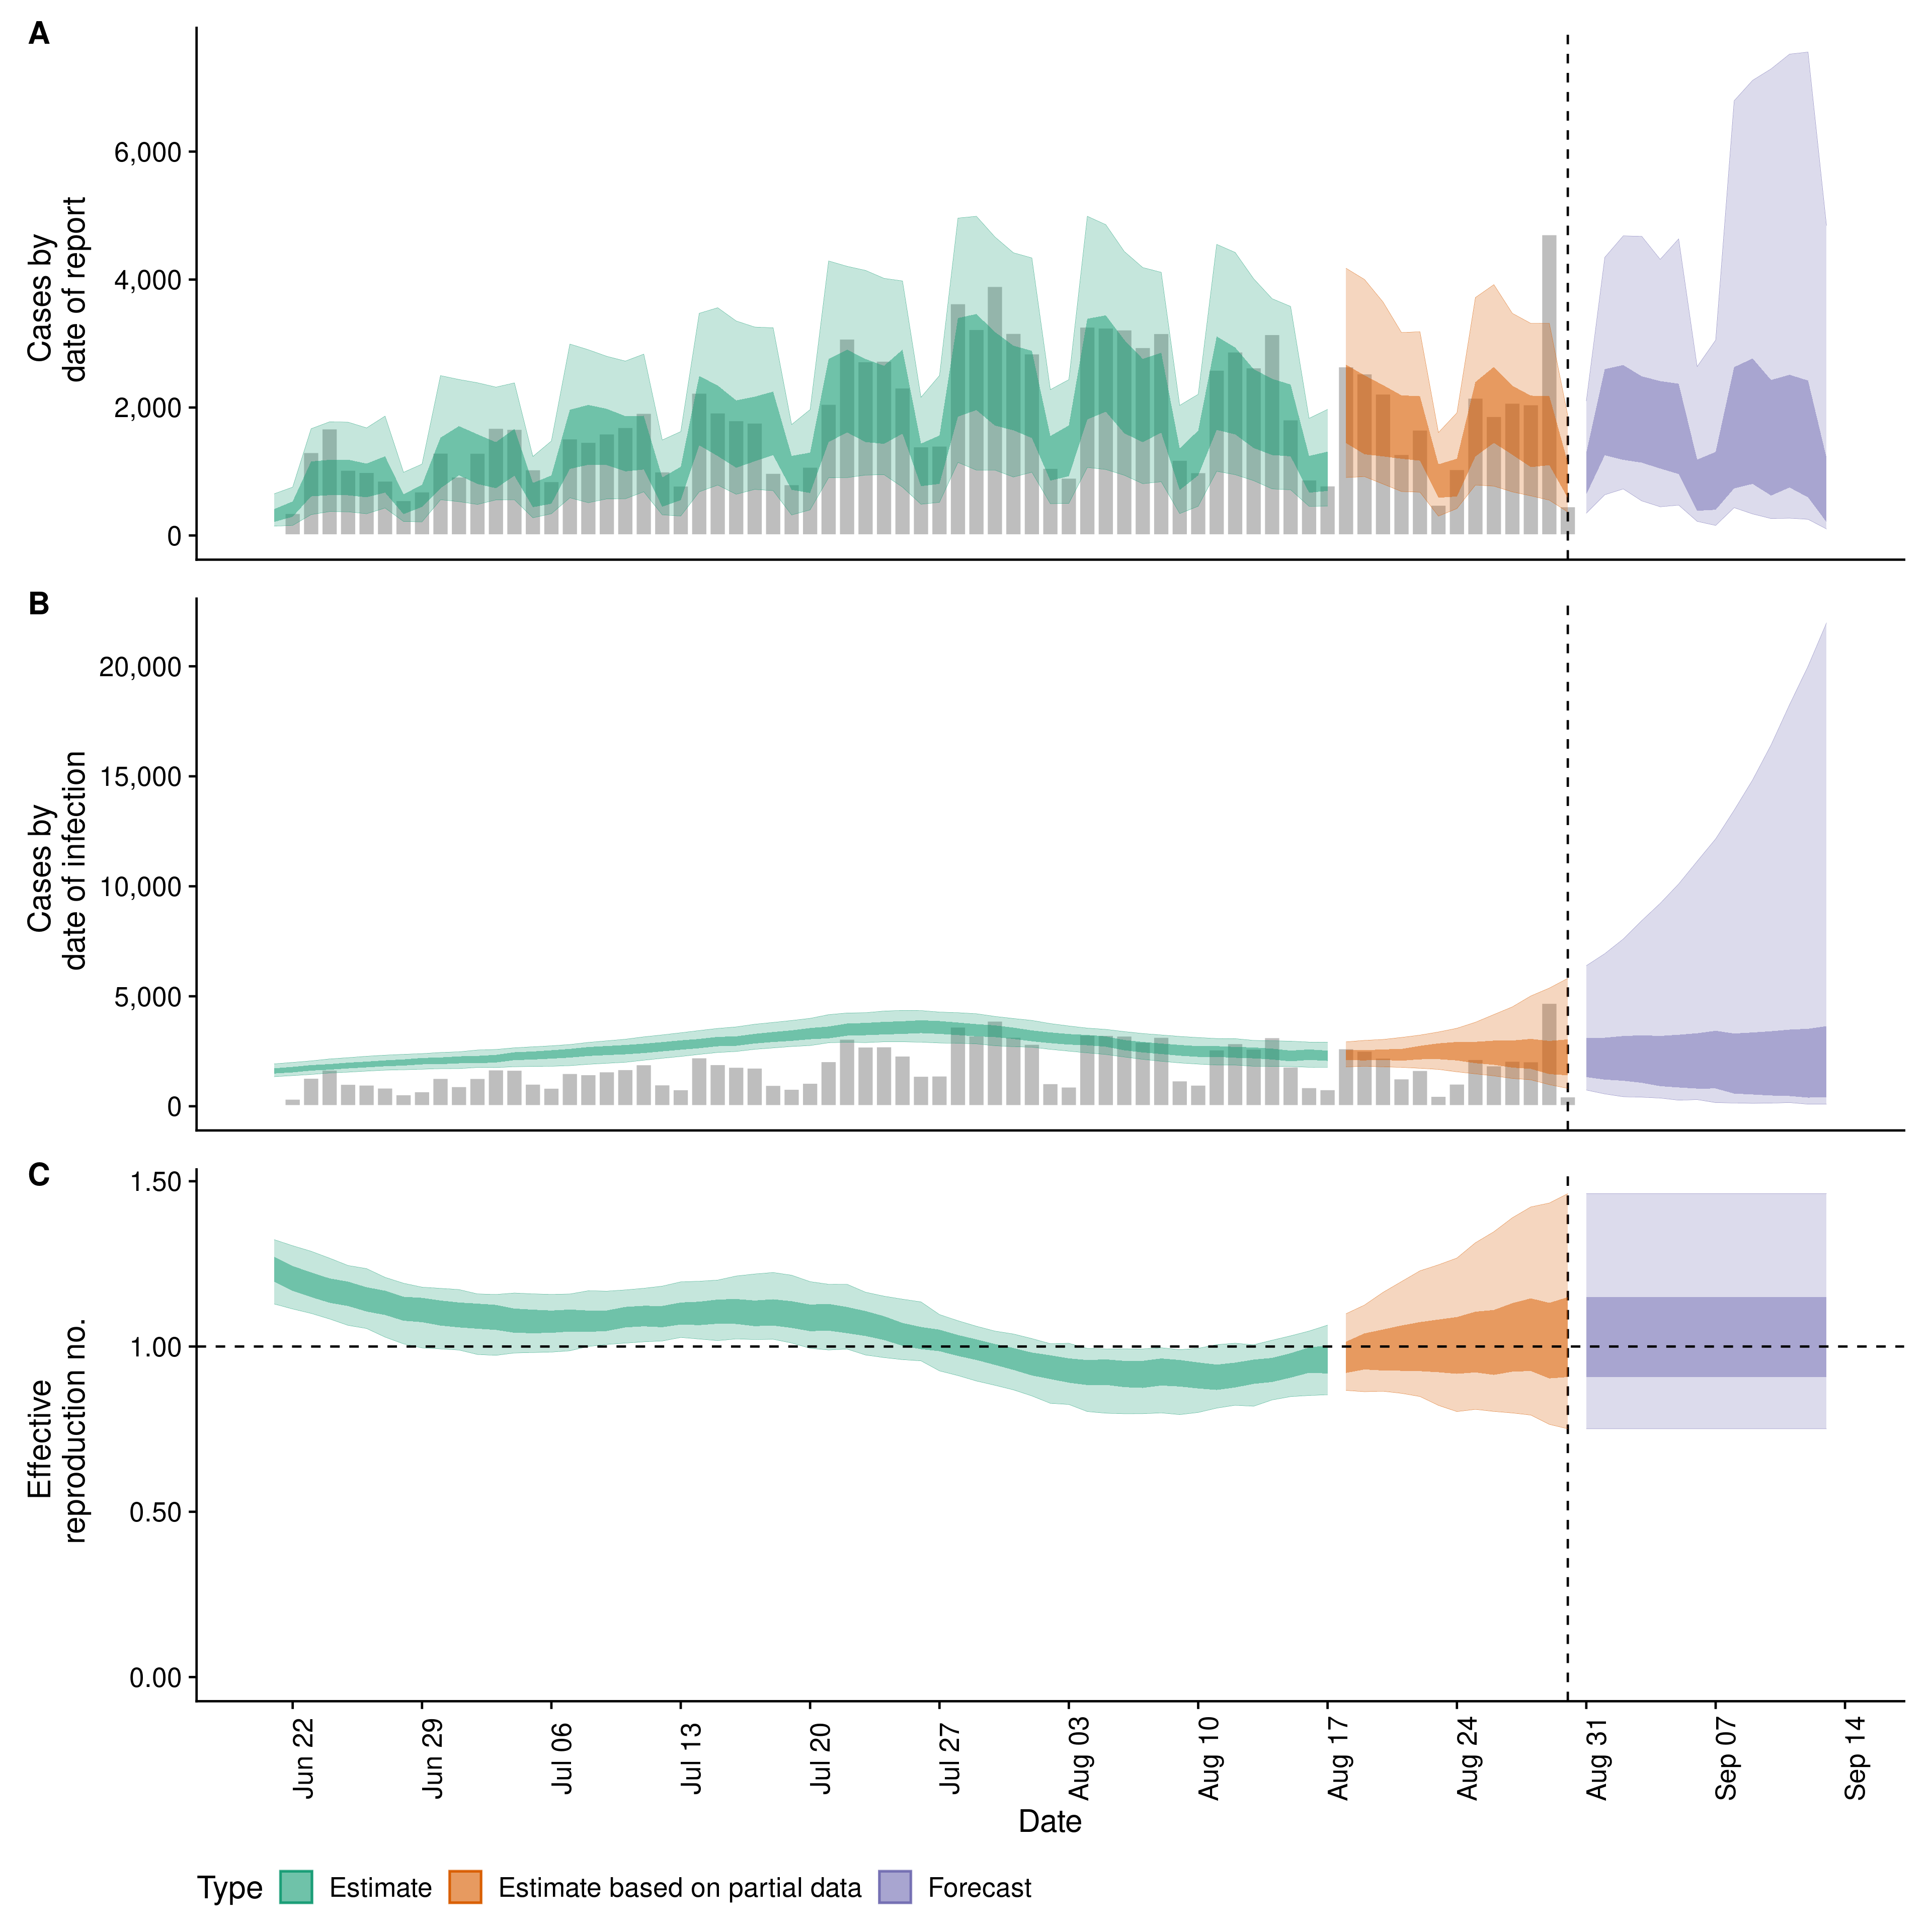 A
Cases by
date of report
6,000
4,000
2,000
0
B
Cases by
date of infection
20,000
15,000
10,000
5,000
0
C
Effective
reproduction no.
1.50
1.00
0.50
0.00
Jun 22
Jun 29
Jul 06
Jul 13
Jul 20
Jul 27
Aug 03
Aug 10
Aug 17
Aug 24
Aug 31
Sep 07
Sep 14
Date
Type Estimate Estimate based on partial data Forecast